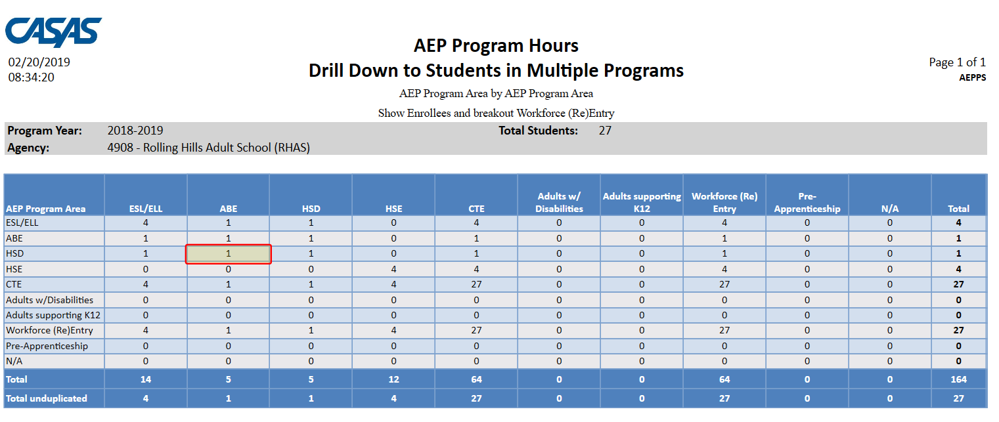 CASAS
02/20/2019
08:34:20
AEP Program Hours
Drill Down to Students in Multiple Programs
AEP Program Area by AEP Program Area
Show Enrollees and breakout Workforce (Re)Entry
Page 1 of 1
AEPPS
Program Year: 2018-2019 Total Students: 27
Agency: 4908 - Rolling Hills Adult School (RHAS)
AEP Program Area ESL/ELL ABE HSD HSE CTE Adults w/ Disabilities Adults supporting K12 Workforce (Re) Entry Pre-Apprenticeship N/A Total
ESL/ELL 4 1 1 0 4 0 0 4 0 0 4
ABE 1 1 1 0 1 0 0 1 0 0 1
HSD 1 1 1 0 1 0 0 1 0 0 1
HSE 0 0 0 4 4 0 0 4 0 0 4
CTE 4 1 1 4 27 0 0 27 0 0 27
Adults w/Disabilities 0 0 0 0 0 0 0 0 0 0 0
Adults supporting K12 0 0 0 0 0 0 0 0 0 0 0
Workforce (Re)Entry 4 1 1 4 27 0 0 27 0 0 27
Pre-Apprenticeship 0 0 0 0 0 0 0 0 0 0 0
N/A 0 0 0 0 0 0 0 0 0 0 0
Total 14 5 5 12 64 0 0 64 0 0 164
Total unduplicated 4 1 1 4 27 0 0 27 0 0 27